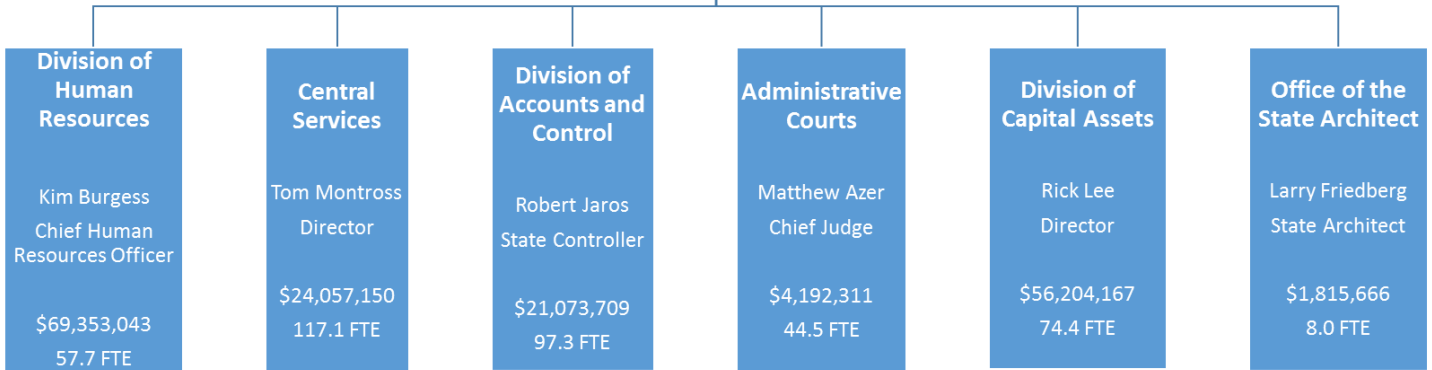 Division of
Human
Resources
Kim Burgess
Chief Human
Resources Officer
$69,353,043
57.7 FTE
Central
Services
Tom Montross
Director
$24,057,150
117.1 FTE
Division of
Accounts and
Control
Robert Jaros
State Controller
$21,073,709
97.3 FTE
Administrative
Courts
Matthew Azer
Chief Judge
$4,192,311
44.5 FTE
Division of
Capital Assets
Rick Lee
Director
$56,204,167
74.4 FTE
Office of the
State Architect
Larry Friedberg
State Architect
$1,815,666
8.0 FTE